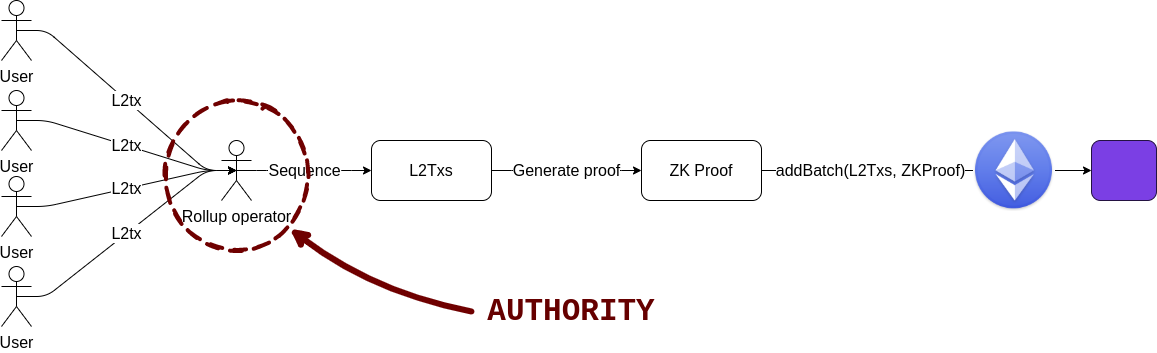 User
User
User
User
L2tx
L2tx
L2tx
L2tx
Rollup operator
Sequence
L2Txs
Generate proof
ZK Proof
addBatch(L2Txs, ZKProof)
AUTHORITY